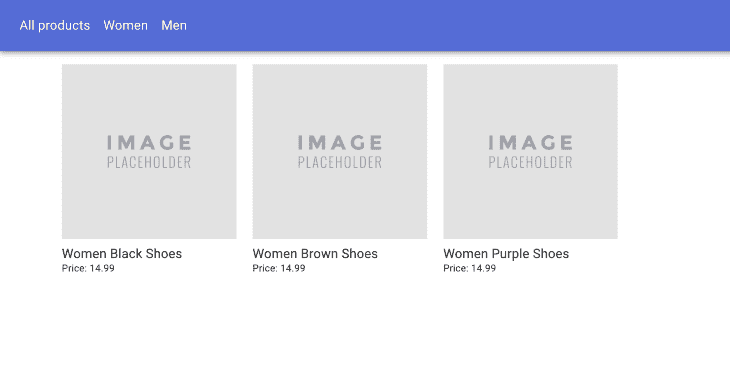 All products Women Men
IMAGE
PLACEHOLDER
IMAGE
PLACEHOLDER
IMAGE
PLACEHOLDER
Women Black Shoes
Price: 14.99
Women Brown Shoes
Price: 14.99
Women Purple Shoes
Price: 14.99